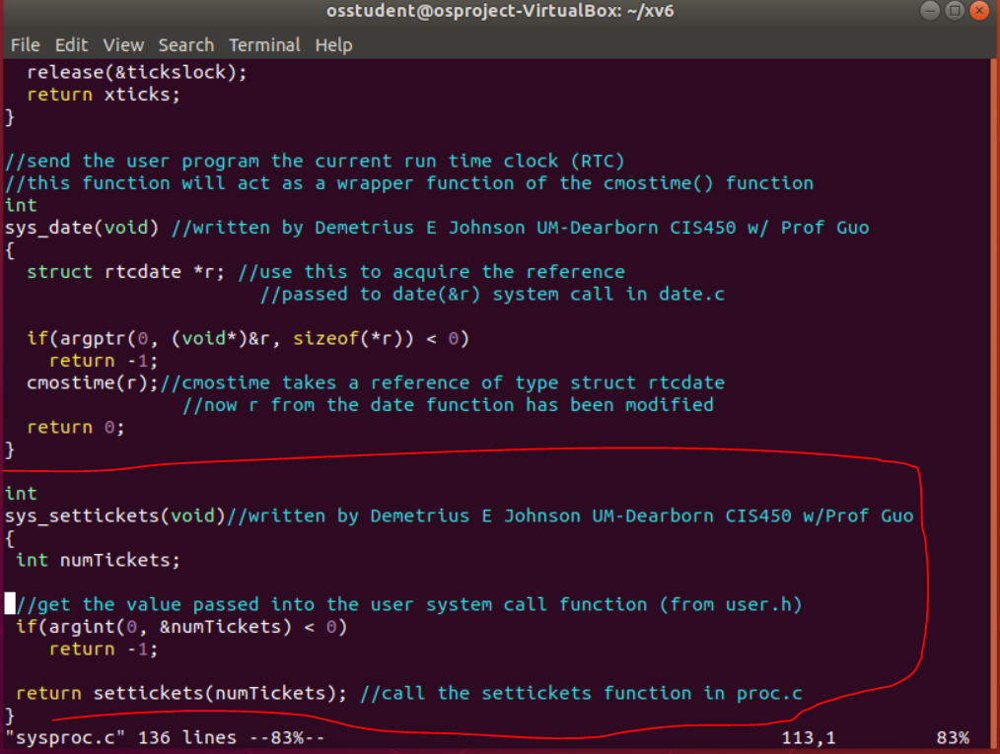 osstudent@osproject-VirtualBox: ~/xv6
File Edit View Search Terminal Help
  release(&tickslock);
  return xticks;
}

//send the user program the current run time clock (RTC)
//this function will act as a wrapper function of the cmostime() function
int
sys_date(void) //written by Demetrius E Johnson UM-Dearborn CIS450 w/ Prof Guo
{
  struct rtcdate *r; //use this to acquire the reference
                       //passed to date(&r) system call in date.c

  if(argptr(0, (void*)&r, sizeof(*r)) < 0)
    return -1;
  cmostime(r);//cmostime takes a reference of type struct rtcdate
                //now r from the date function has been modified
  return 0;
}

int
sys_settickets(void)//written by Demetrius E Johnson UM-Dearborn CIS450 w/Prof Guo
{
 int numTickets;

 //get the value passed into the user system call function (from user.h)
 if(argint(0, &numTickets) < 0)
    return -1;

 return settickets(numTickets); //call the settickets function in proc.c
}
"sysproc.c" 136 lines --83%-- 113,1 83%